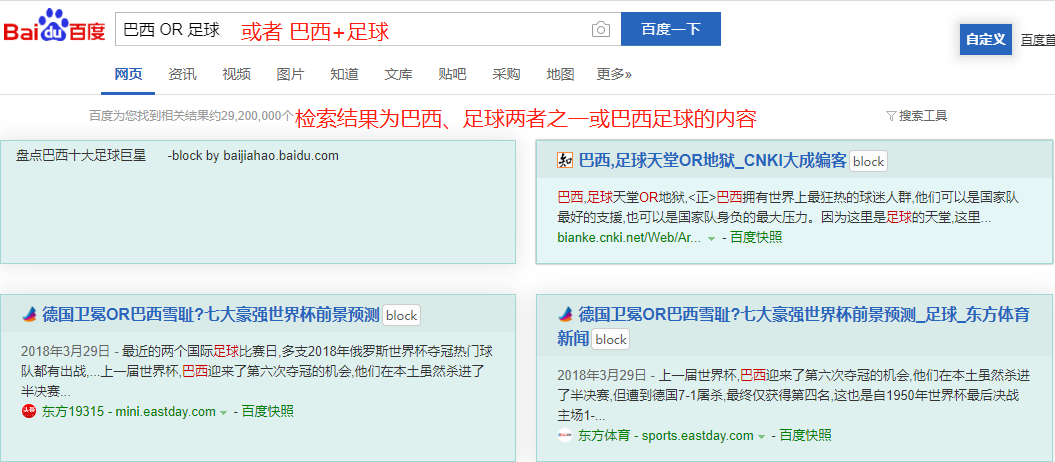 Bai du 百度 巴西 OR 足球 或者 巴西+足球 百度一下 自定义 百度首
网页 资讯 视频 图片 知道 文库 贴吧 采购 地图 更多»
百度为您找到相关结果约29,200,000个 检索结果为巴西、足球两者之一或巴西足球的内容 搜索工具
盘点巴西十大足球巨星 -block by baijiahao.baidu.com
知 巴西,足球天堂OR地狱_CNKI大成编客 block
巴西,足球天堂OR地狱,<正>巴西拥有世界上最狂热的球迷人群,他们可以是国家队
最好的支援,也可以是国家队身负的最大压力。因为这里是足球的天堂,这里...
bianke.cnki.net/Web/Ar... - 百度快照
德国卫冕OR巴西雪耻?七大豪强世界杯前景预测 block
2018年3月29日 - 最近的两个国际足球比赛日,多支2018年俄罗斯世界杯夺冠热门球
队都有出战,...上一届世界杯,巴西迎来了第六次夺冠的机会,他们在本土虽然杀进了
半决赛...
头条 东方19315 - mini.eastday.com - 百度快照
德国卫冕OR巴西雪耻?七大豪强世界杯前景预测_足球_东方体育
新闻 block
2018年3月29日 - 上一届世界杯,巴西迎来了第六次夺冠的机会,他们在本土虽然杀进
了半决赛,但遭到德国7-1屠杀,最终仅获得第四名,这也是自1950年世界杯最后决战
主场1-...
东方体育 - sports.eastday.com - 百度快照